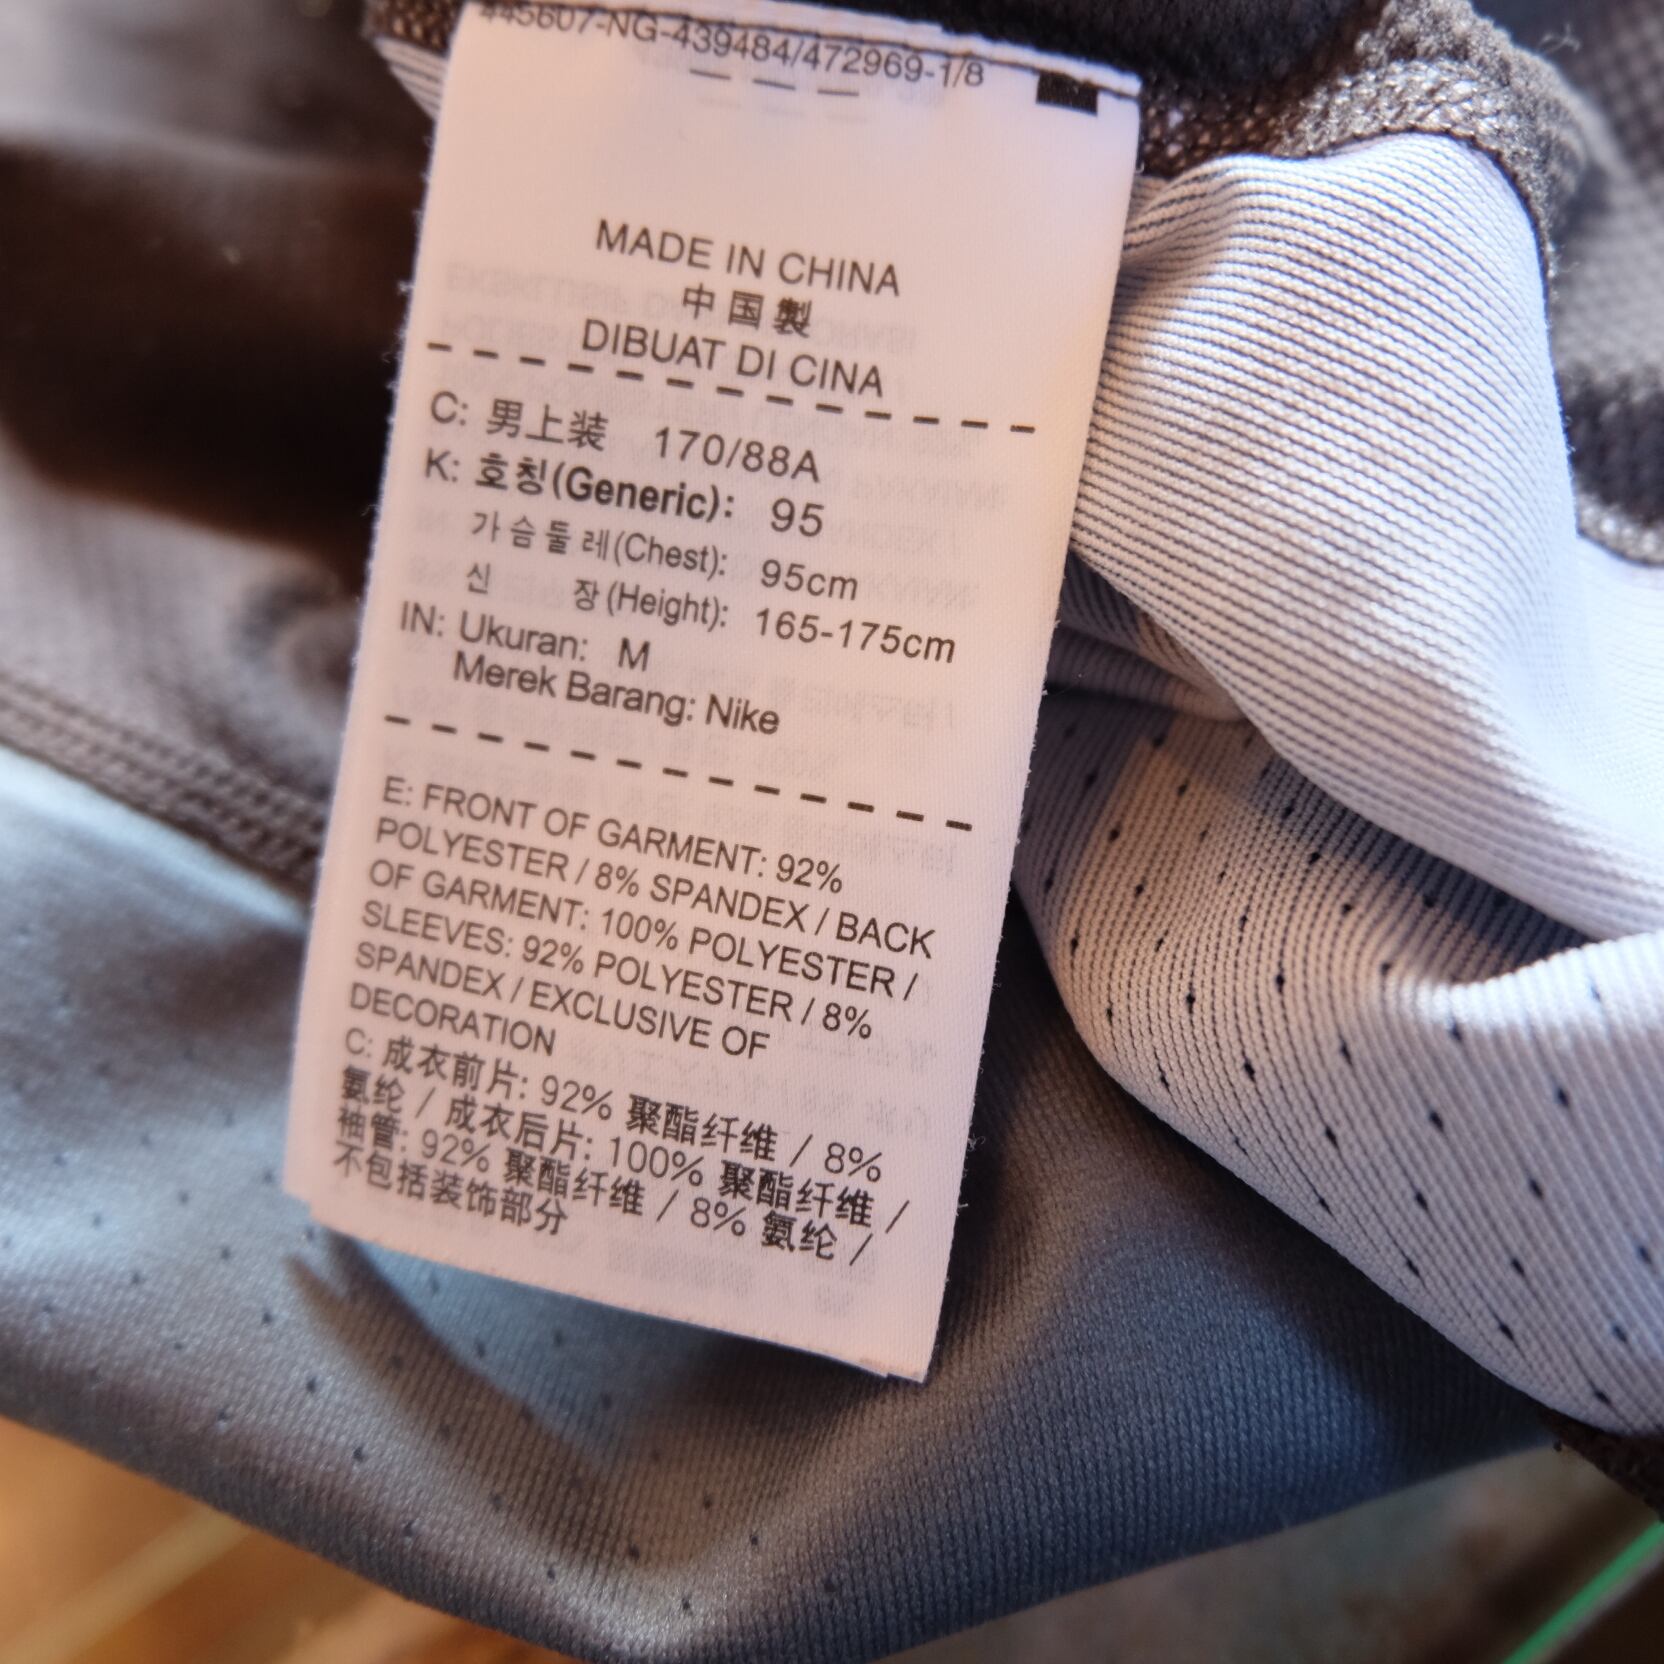 445607-NG-439484/472969-1/8
MADE IN CHINA
中国製
DIBUAT DI CINA
C: 男上装 170/88A
K: 호칭(Generic): 95
가슴둘레(Chest): 95cm
신 장(Height): 165-175cm
IN: Ukuran: M
Merek Barang: Nike
E: FRONT OF GARMENT: 92%
POLYESTER / 8% SPANDEX / BACK
OF GARMENT: 100% POLYESTER /
SLEEVES: 92% POLYESTER / 8%
SPANDEX / EXCLUSIVE OF
DECORATION
C: 成衣前片: 92% 聚酯纤维 / 8%
氨纶 / 成衣后片: 100% 聚酯纤维 /
袖管: 92% 聚酯纤维 / 8% 氨纶 /
不包括装饰部分